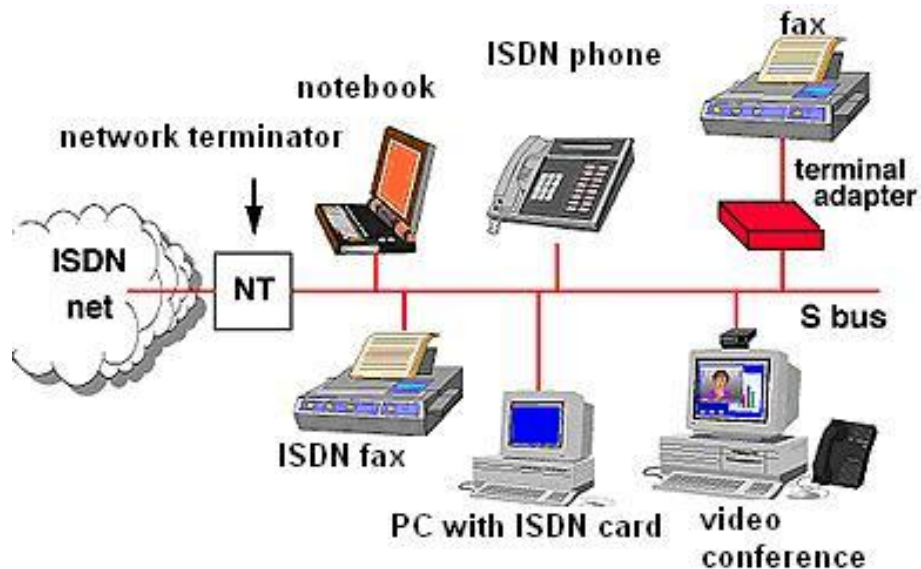 fax
ISDN phone
notebook
network terminator
terminal
adapter
ISDN
net
NT
S bus
ISDN fax
PC with ISDN card
video
conference